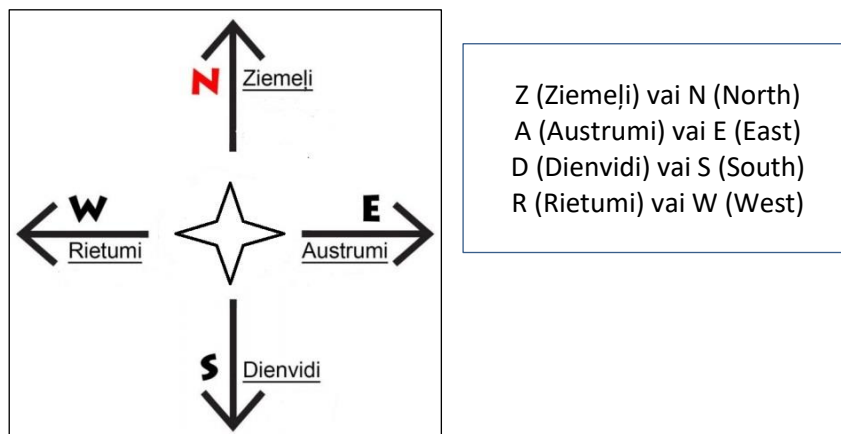 N
Ziemeļi
W
Rietumi
E
Austrumi
S
Dienvidi
Z (Ziemeļi) vai N (North)
A (Austrumi) vai E (East)
D (Dienvidi) vai S (South)
R (Rietumi) vai W (West)